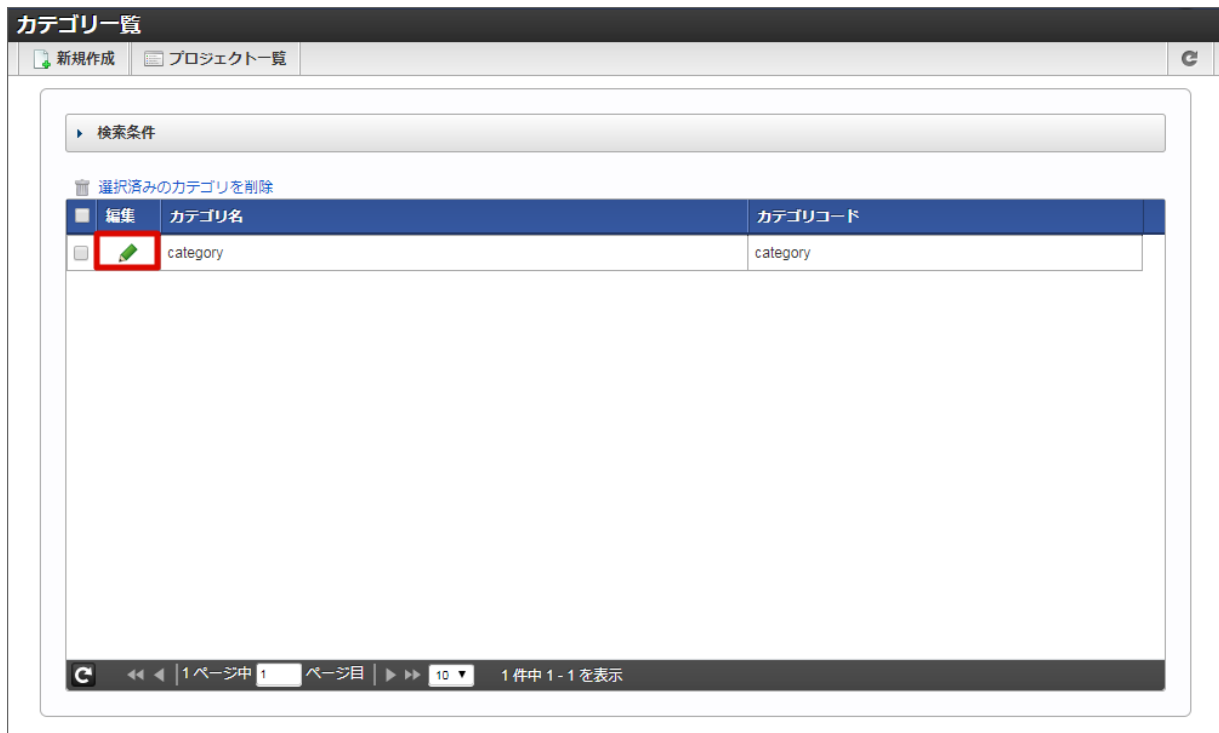 カテゴリ一覧
新規作成 プロジェクト一覧
検索条件
選択済みのカテゴリを削除
編集 カテゴリ名 カテゴリコード
category category
1 ページ中 1 ページ目 10 1 件中 1 - 1 を表示